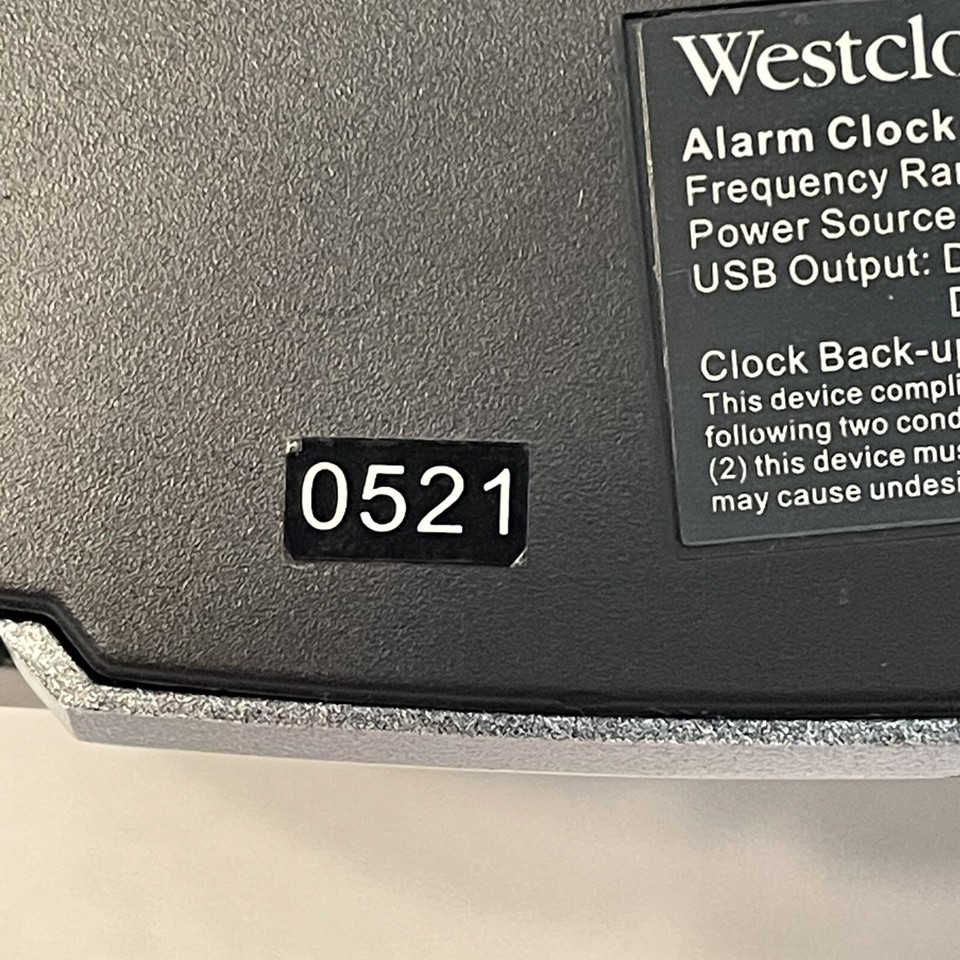 Westclo
Alarm Clock
Frequency Ra
Power Source
USB Output: D
D
Clock Back-up
This device compli
following two cond
(2) this device mus
may cause undesi
0521